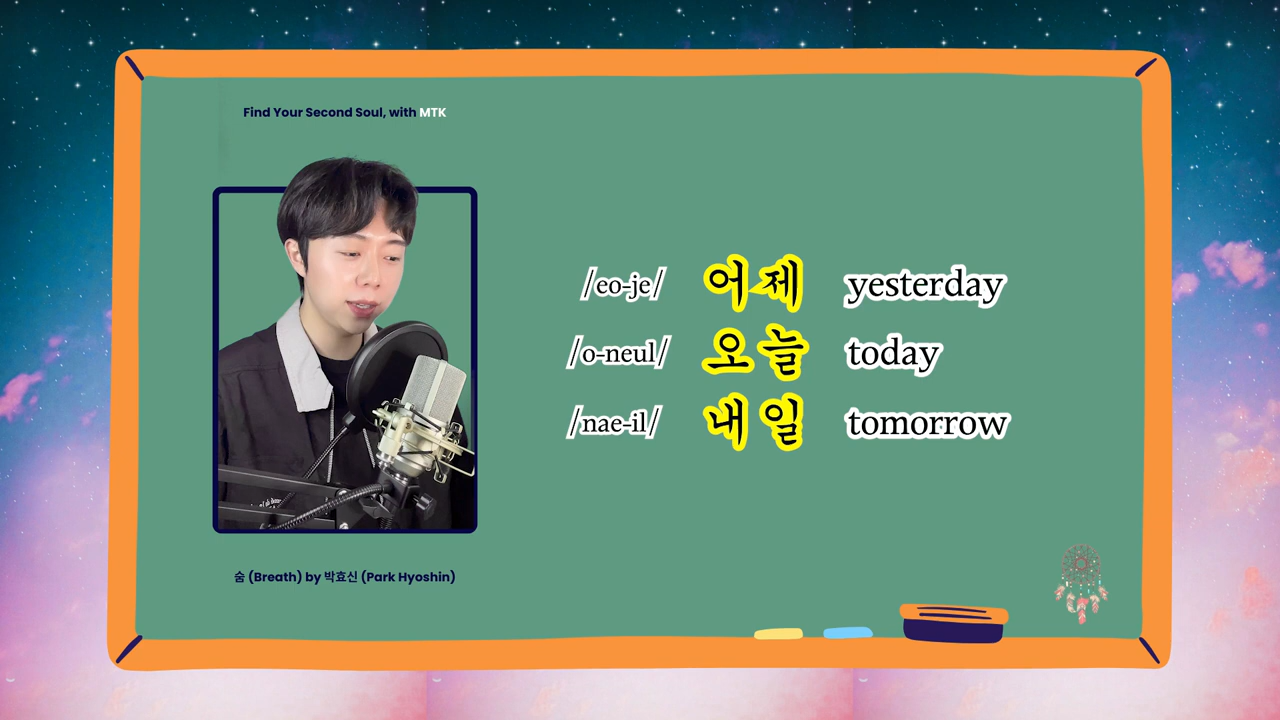 Find Your Second Soul, with MTK
/eo-je/ 어제 yesterday
/o-neul/ 오늘 today
/nae-il/ 내일 tomorrow
숨 (Breath) by 박효신 (Park Hyoshin)